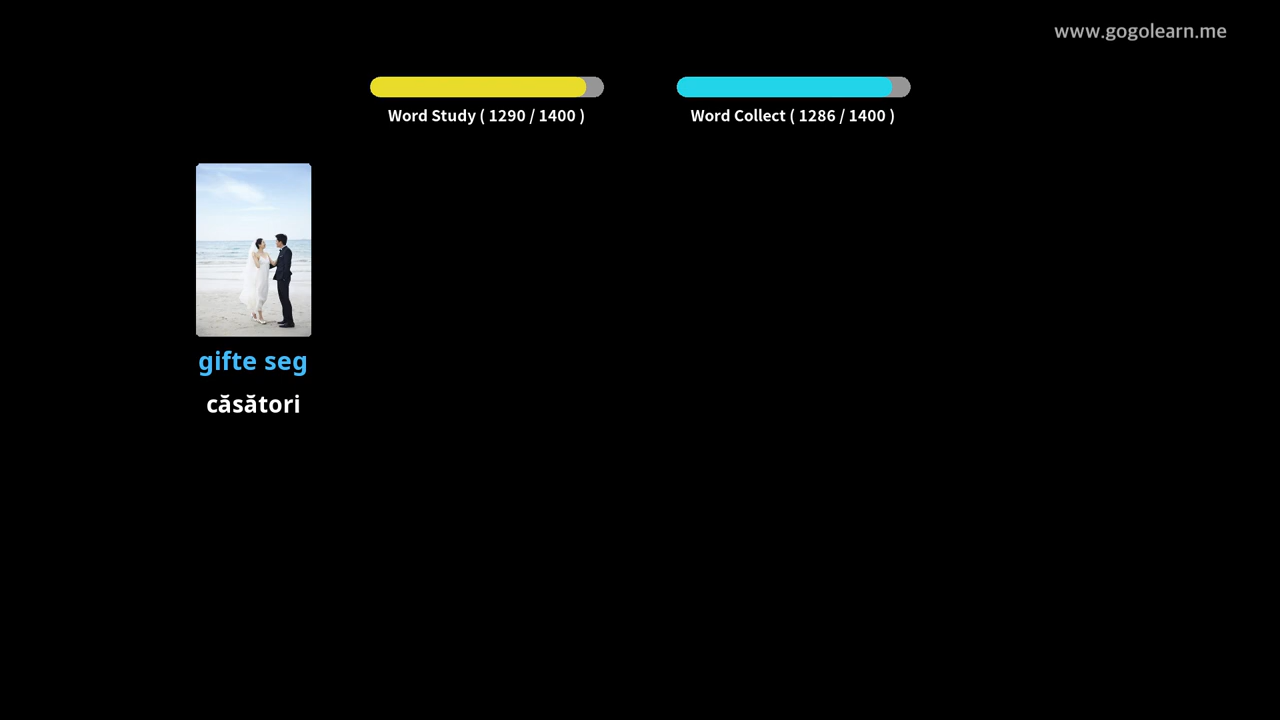 www.gogolearn.me
Word Study ( 1290 / 1400 )
Word Collect ( 1286 / 1400 )
gifte seg
căsători